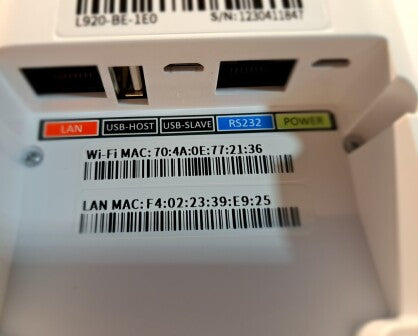 L920-BE-1E0
S/N:1230411847
LAN
USB-HOST
USB-SLAVE
RS232
POWER
Wi-Fi MAC: 70:4A:0E:77:21:36
LAN MAC: F4:02:23:39:E9:25